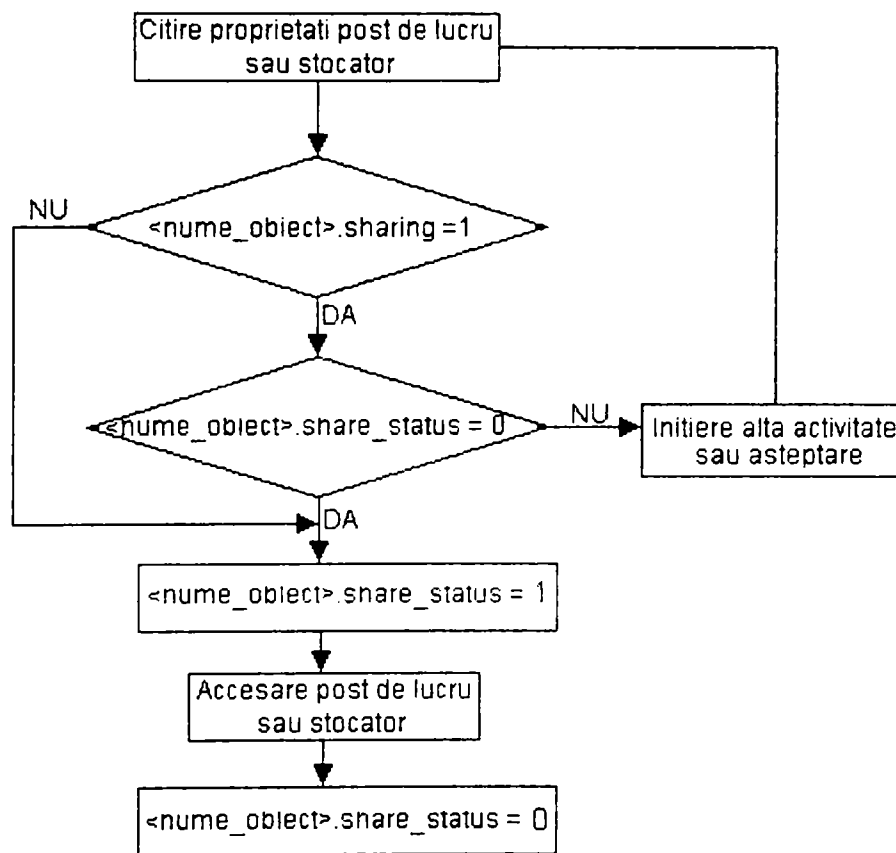 Citire proprietati post de lucru
sau stocator
NU
<nume_obiect>.sharing =1
DA
<nume_obiect>.share_status = 0
NU
Initiere alta activitate
sau asteptare
DA
<nume_obiect>.share_status = 1
Accesare post de lucru
sau stocator
<nume_obiect>.share_status = 0